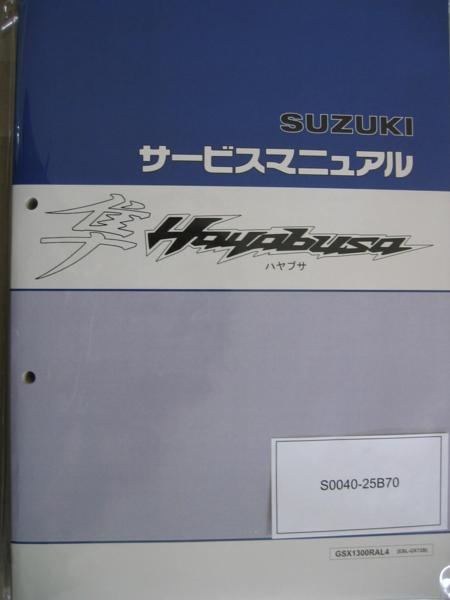 SUZUKI
サービスマニュアル
隼 Hayabusa
ハヤブサ
S0040-25B70
GSX1300RAL4